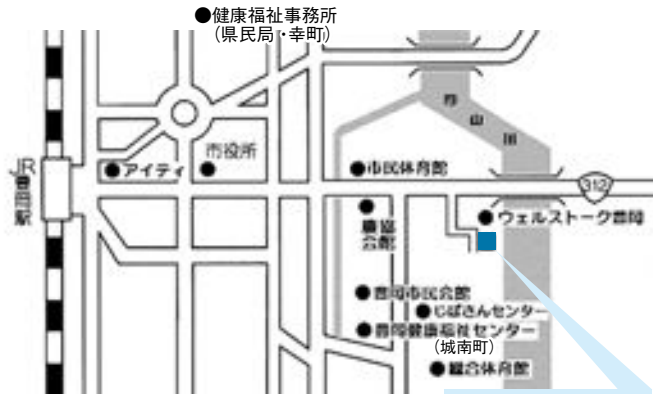 ●健康福祉事務所
(県民局・幸町)
円山川
市役所
●アイティ
●市民体育館
312
JR豊岡駅
●ウェルストーク豊岡
農協
会館
●豊岡市民会館
●じばさんセンター
●豊岡健康福祉センター
(城南町)
●総合体育館